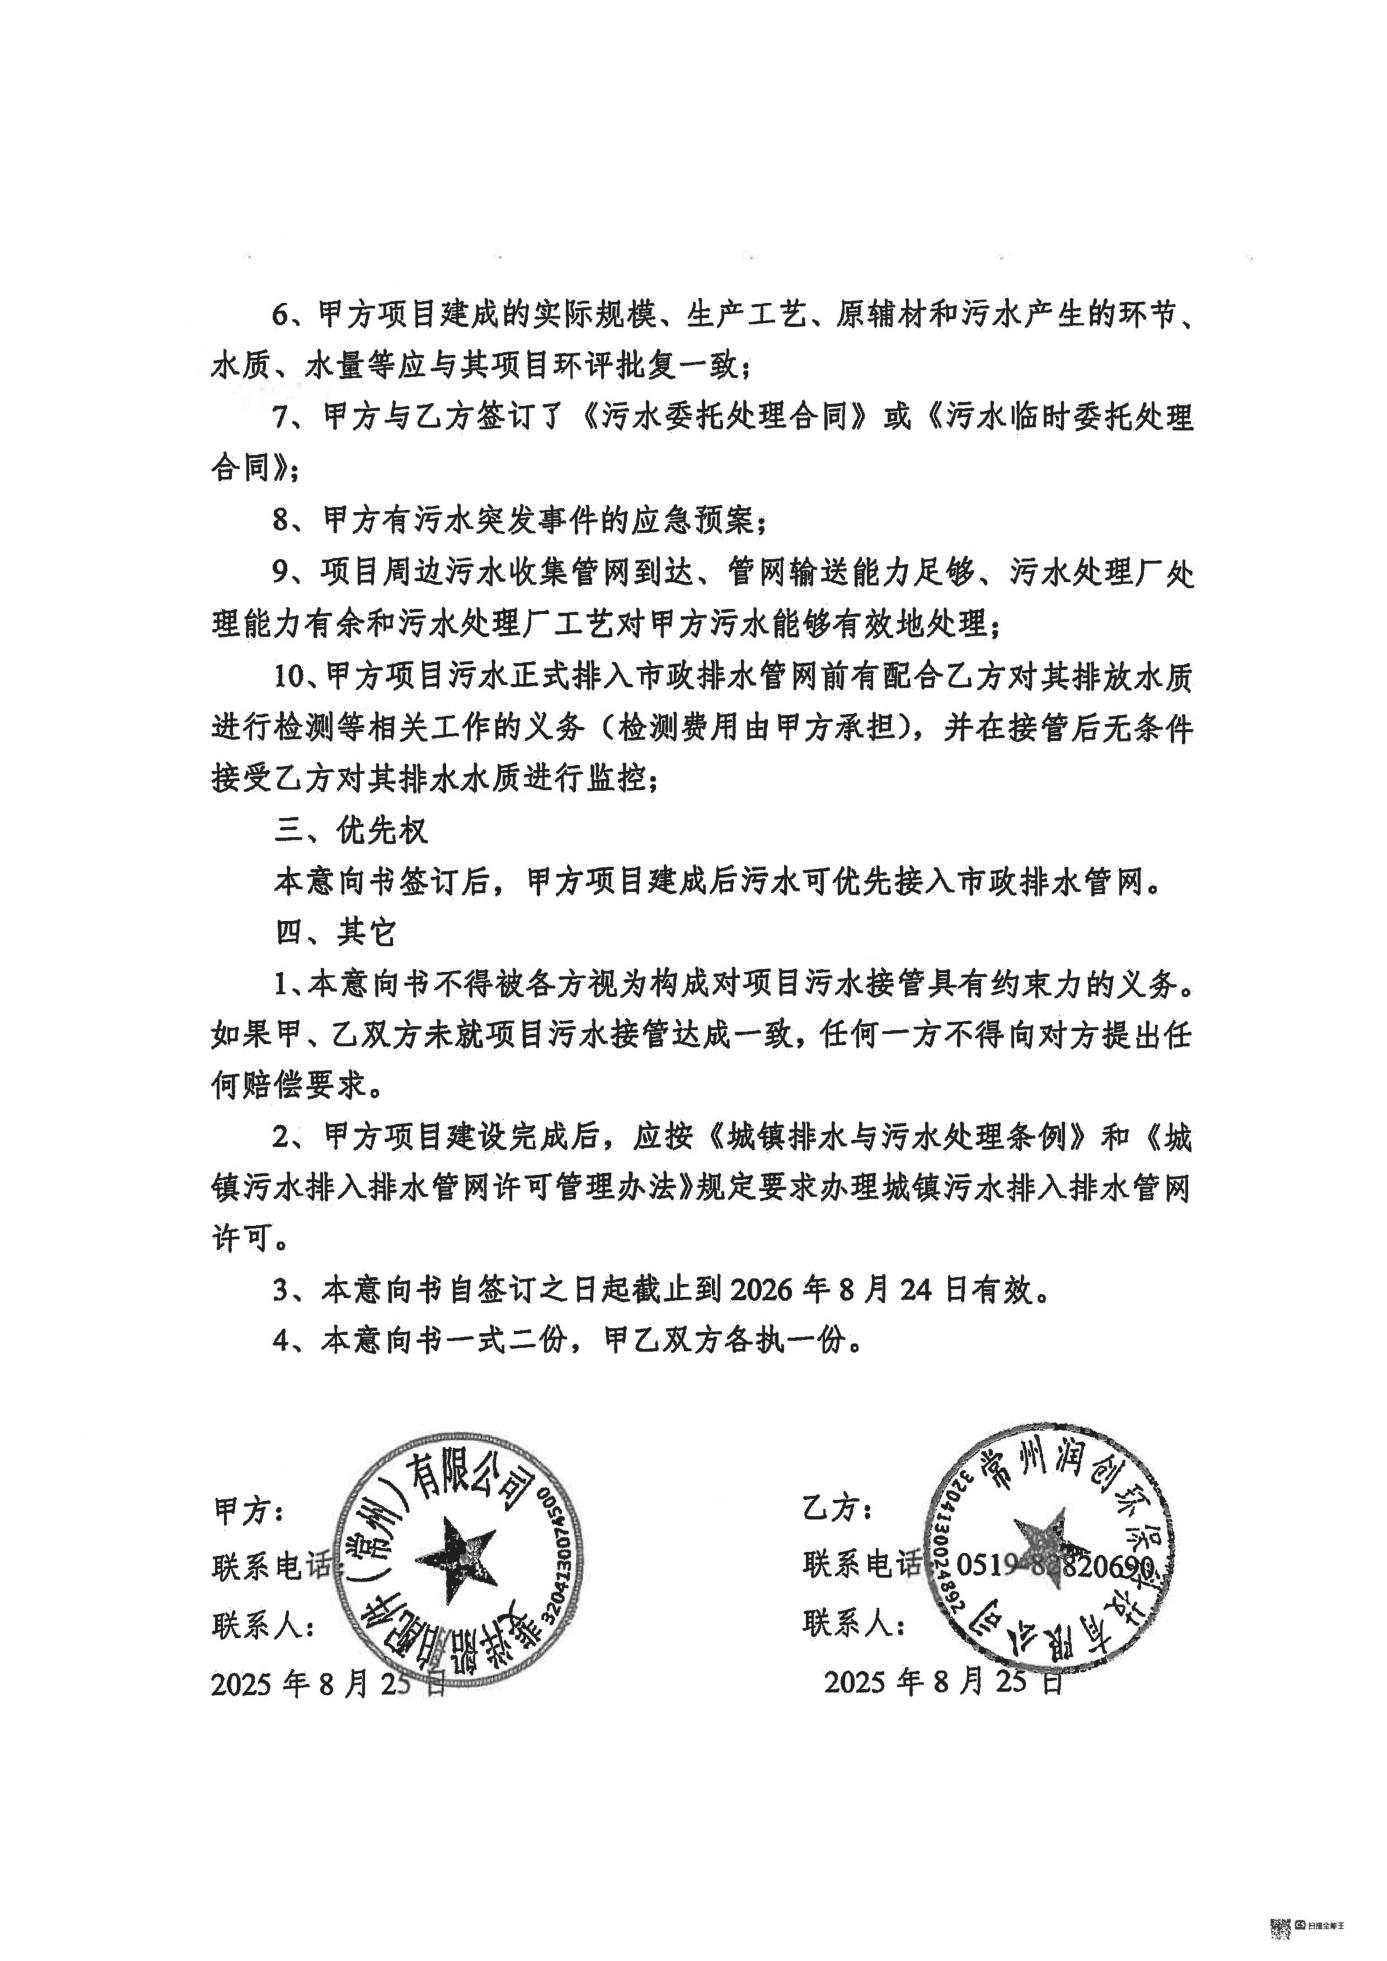 6、甲方项目建成的实际规模、生产工艺、原辅材和污水产生的环节、
水质、水量等应与其项目环评批复一致；
7、甲方与乙方签订了《污水委托处理合同》或《污水临时委托处理
合同》；
8、甲方有污水突发事件的应急预案；
9、项目周边污水收集管网到达、管网输送能力足够、污水处理厂处
理能力有余和污水处理厂工艺对甲方污水能够有效地处理；
10、甲方项目污水正式排入市政排水管网前有配合乙方对其排放水质
进行检测等相关工作的义务（检测费用由甲方承担），并在接管后无条件
接受乙方对其排水水质进行监控；
三、优先权
本意向书签订后，甲方项目建成后污水可优先接入市政排水管网。
四、其它
1、本意向书不得被各方视为构成对项目污水接管具有约束力的义务。
如果甲、乙双方未就项目污水接管达成一致，任何一方不得向对方提出任
何赔偿要求。
2、甲方项目建设完成后，应按《城镇排水与污水处理条例》和《城
镇污水排入排水管网许可管理办法》规定要求办理城镇污水排入排水管网
许可。
3、本意向书自签订之日起截止到2026年8月24日有效。
4、本意向书一式二份，甲乙双方各执一份。
甲方：
联系电话：
联系人：
2025年8月25日
斐洋船舶配件（常州）有限公司
3204130074500
乙方：
联系电话：0519-82820690
联系人：
2025年8月25日
常州润创环保科技有限公司
3204130024892
扫描全能王